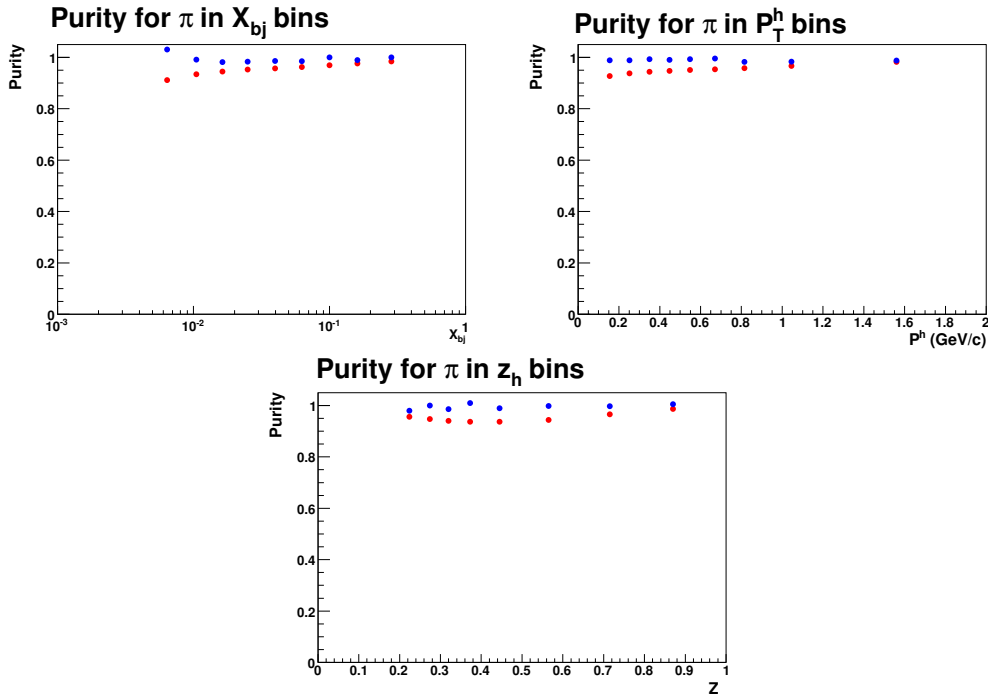 Purity for π in X_bj bins
Purity
1
0.8
0.6
0.4
0.2
0
10^-3
10^-2
10^-1
1
X_bj
Purity for π in P_T^h bins
Purity
1
0.8
0.6
0.4
0.2
0
0 0.2 0.4 0.6 0.8 1 1.2 1.4 1.6 1.8 2
P^h (GeV/c)
Purity for π in z_h bins
Purity
1
0.8
0.6
0.4
0.2
0
0 0.1 0.2 0.3 0.4 0.5 0.6 0.7 0.8 0.9 1
Z